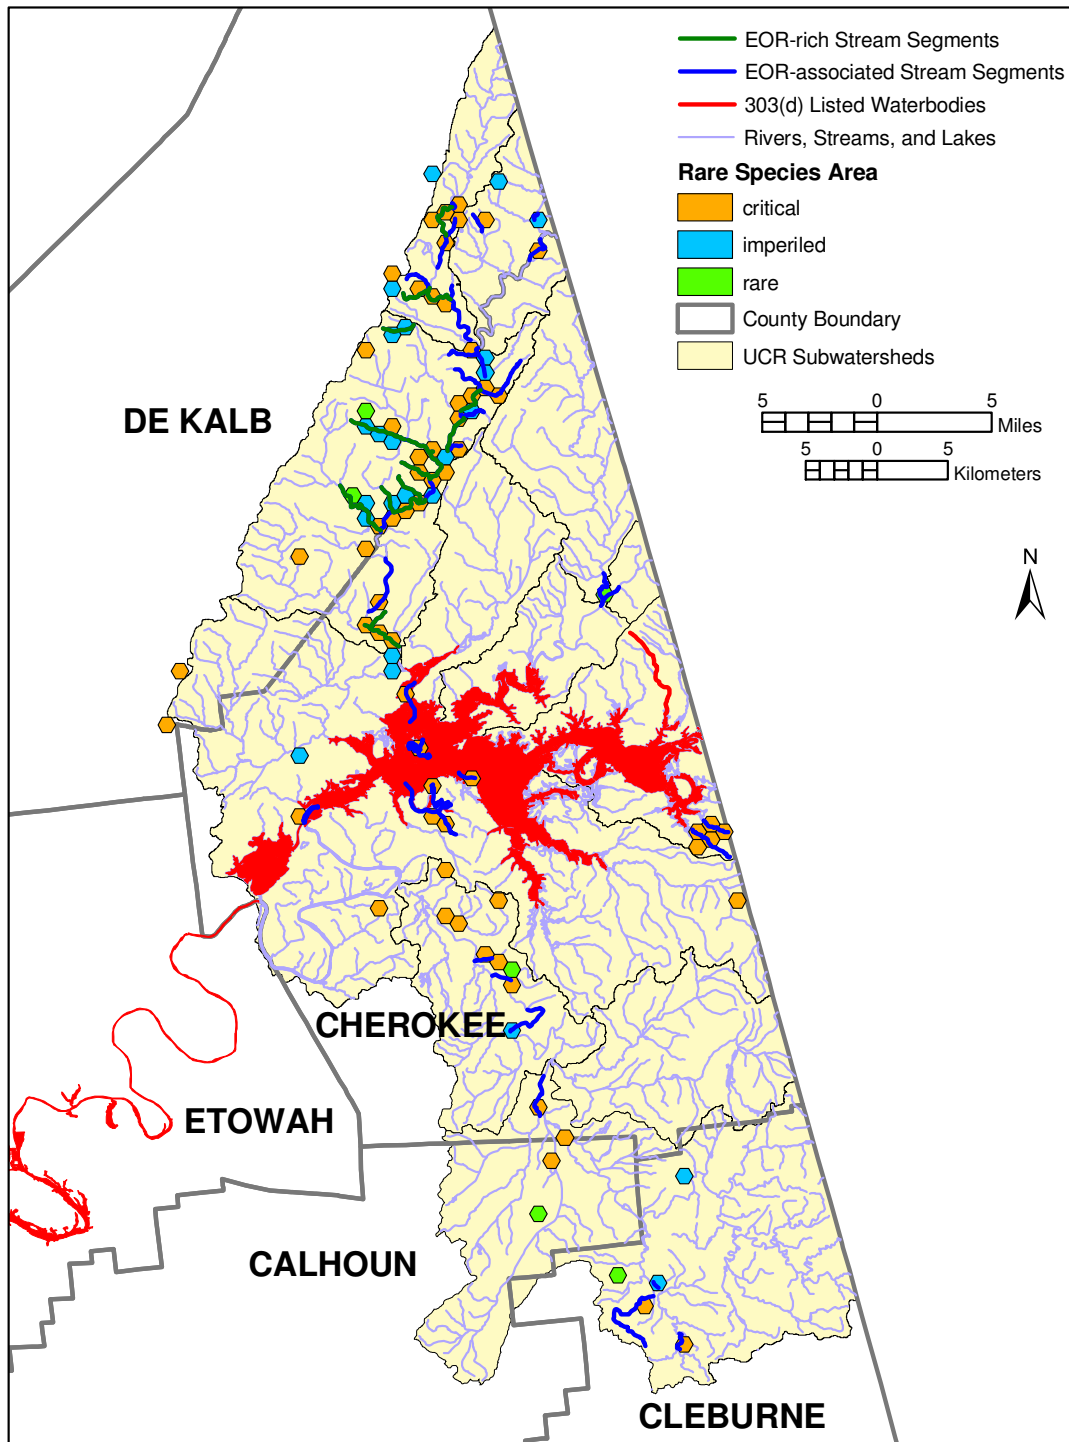 EOR-rich Stream Segments
EOR-associated Stream Segments
303(d) Listed Waterbodies
Rivers, Streams, and Lakes
Rare Species Area
critical
imperiled
rare
County Boundary
UCR Subwatersheds
5 0 5
Miles
5 0 5
Kilometers
N
DE KALB
CHEROKEE
ETOWAH
CALHOUN
CLEBURNE